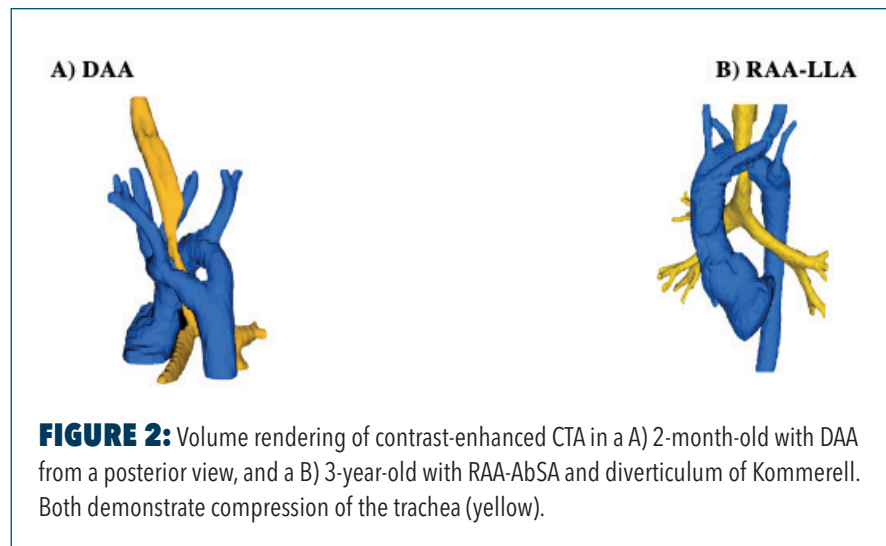 A) DAA
B) RAA-LLA
FIGURE 2: Volume rendering of contrast-enhanced CTA in a A) 2-month-old with DAA
from a posterior view, and a B) 3-year-old with RAA-AbSA and diverticulum of Kommerell.
Both demonstrate compression of the trachea (yellow).